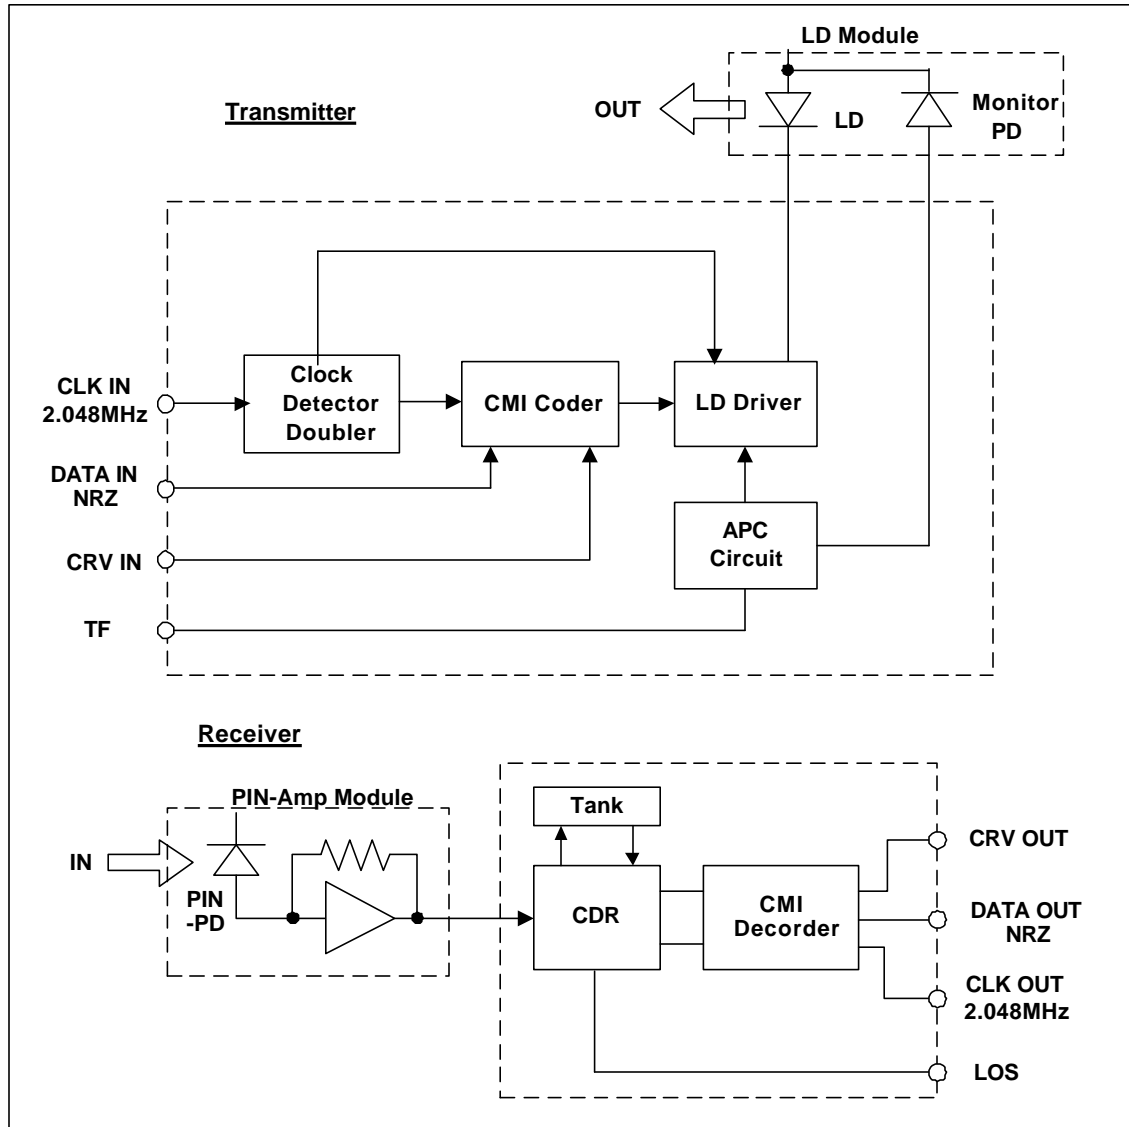 LD Module
Transmitter
OUT
LD
Monitor
PD
CLK IN
2.048MHz
Clock
Detector
Doubler
CMI Coder
LD Driver
DATA IN
NRZ
CRV IN
APC
Circuit
TF
Receiver
PIN-Amp Module
IN
PIN
-PD
Tank
CDR
CMI
Decorder
CRV OUT
DATA OUT
NRZ
CLK OUT
2.048MHz
LOS